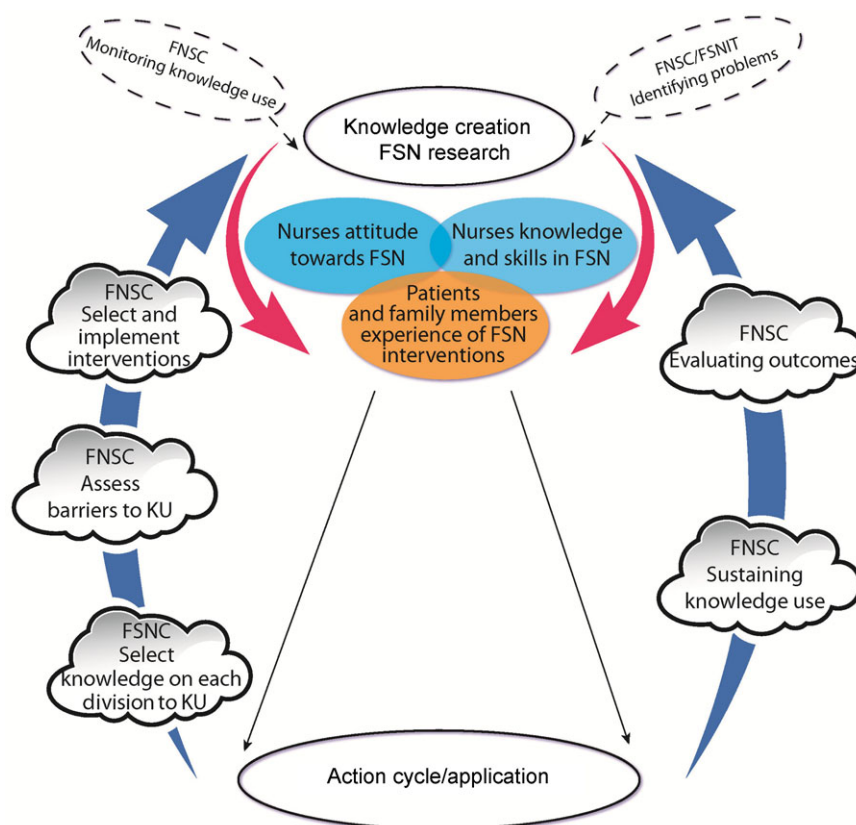 FNSC
Monitoring knowledge use
FNSC/FSNIT
Identifying problems
Knowledge creation
FSN research
Nurses attitude
towards FSN
Nurses knowledge
and skills in FSN
Patients
and family members
experience of FSN
interventions
FNSC
Select and
implement
interventions
FNSC
Assess
barriers to KU
FSNC
Select
knowledge on each
division to KU
FNSC
Evaluating outcomes
FNSC
Sustaining
knowledge use
Action cycle/application